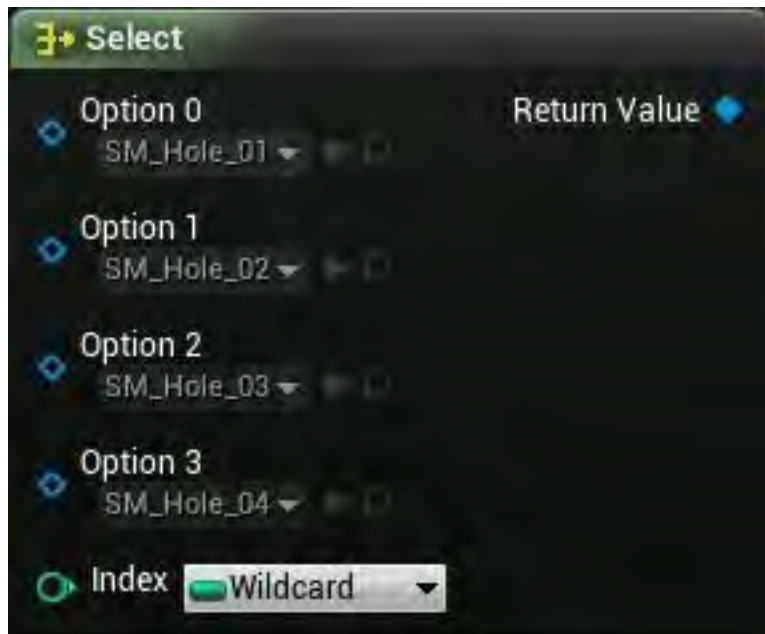 Select
Option 0
Return Value
SM_Hole_01
Option 1
SM_Hole_02
Option 2
SM_Hole_03
Option 3
SM_Hole_04
Index
Wildcard